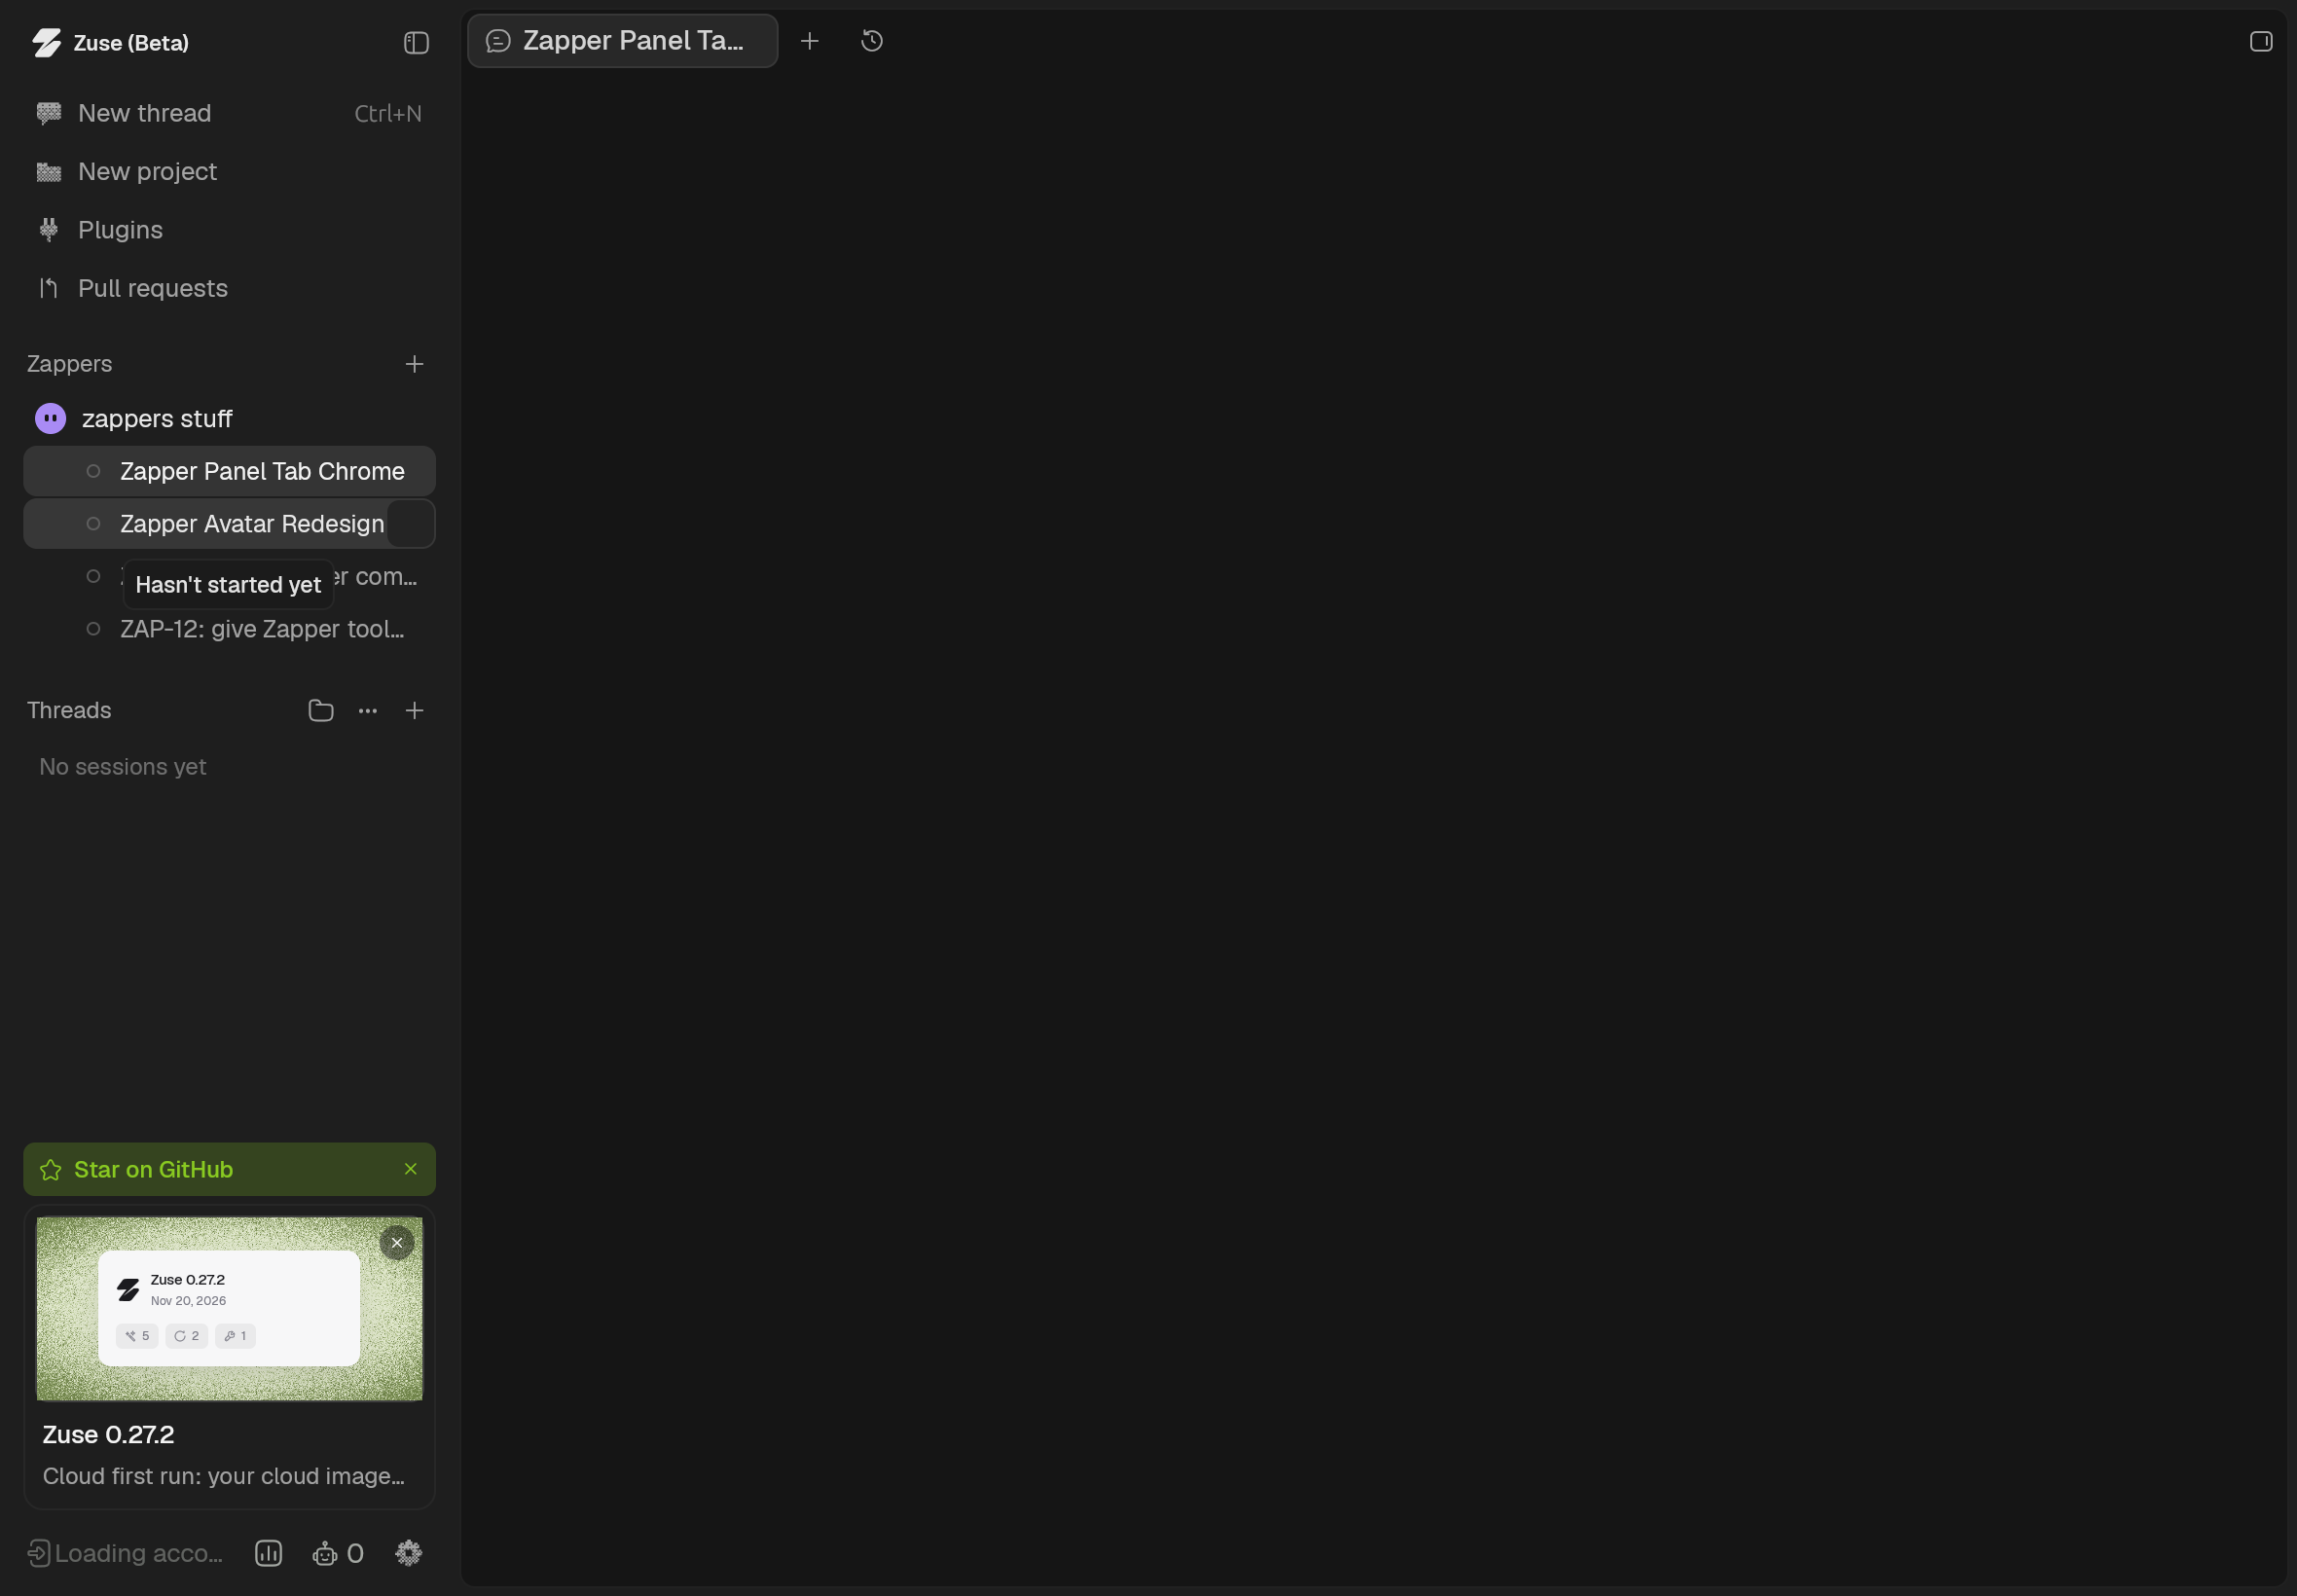 Zuse (Beta)
Zapper Panel Ta...
New thread Ctrl+N
New project
Plugins
Pull requests
Zappers
zappers stuff
Zapper Panel Tab Chrome
Zapper Avatar Redesign
Hasn't started yet
com...
ZAP-12: give Zapper tool...
Threads
No sessions yet
Star on GitHub
Zuse 0.27.2
Nov 20, 2026
5 2 1
Zuse 0.27.2
Cloud first run: your cloud image...
Loading acco... 0